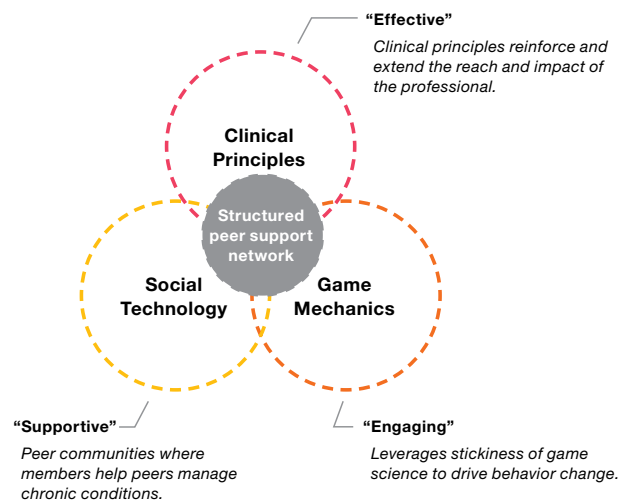 “Effective”
Clinical principles reinforce and
extend the reach and impact of
the professional.
Clinical
Principles
Structured
peer support
network
Social
Technology
Game
Mechanics
“Supportive”
Peer communities where
members help peers manage
chronic conditions.
“Engaging”
Leverages stickiness of game
science to drive behavior change.